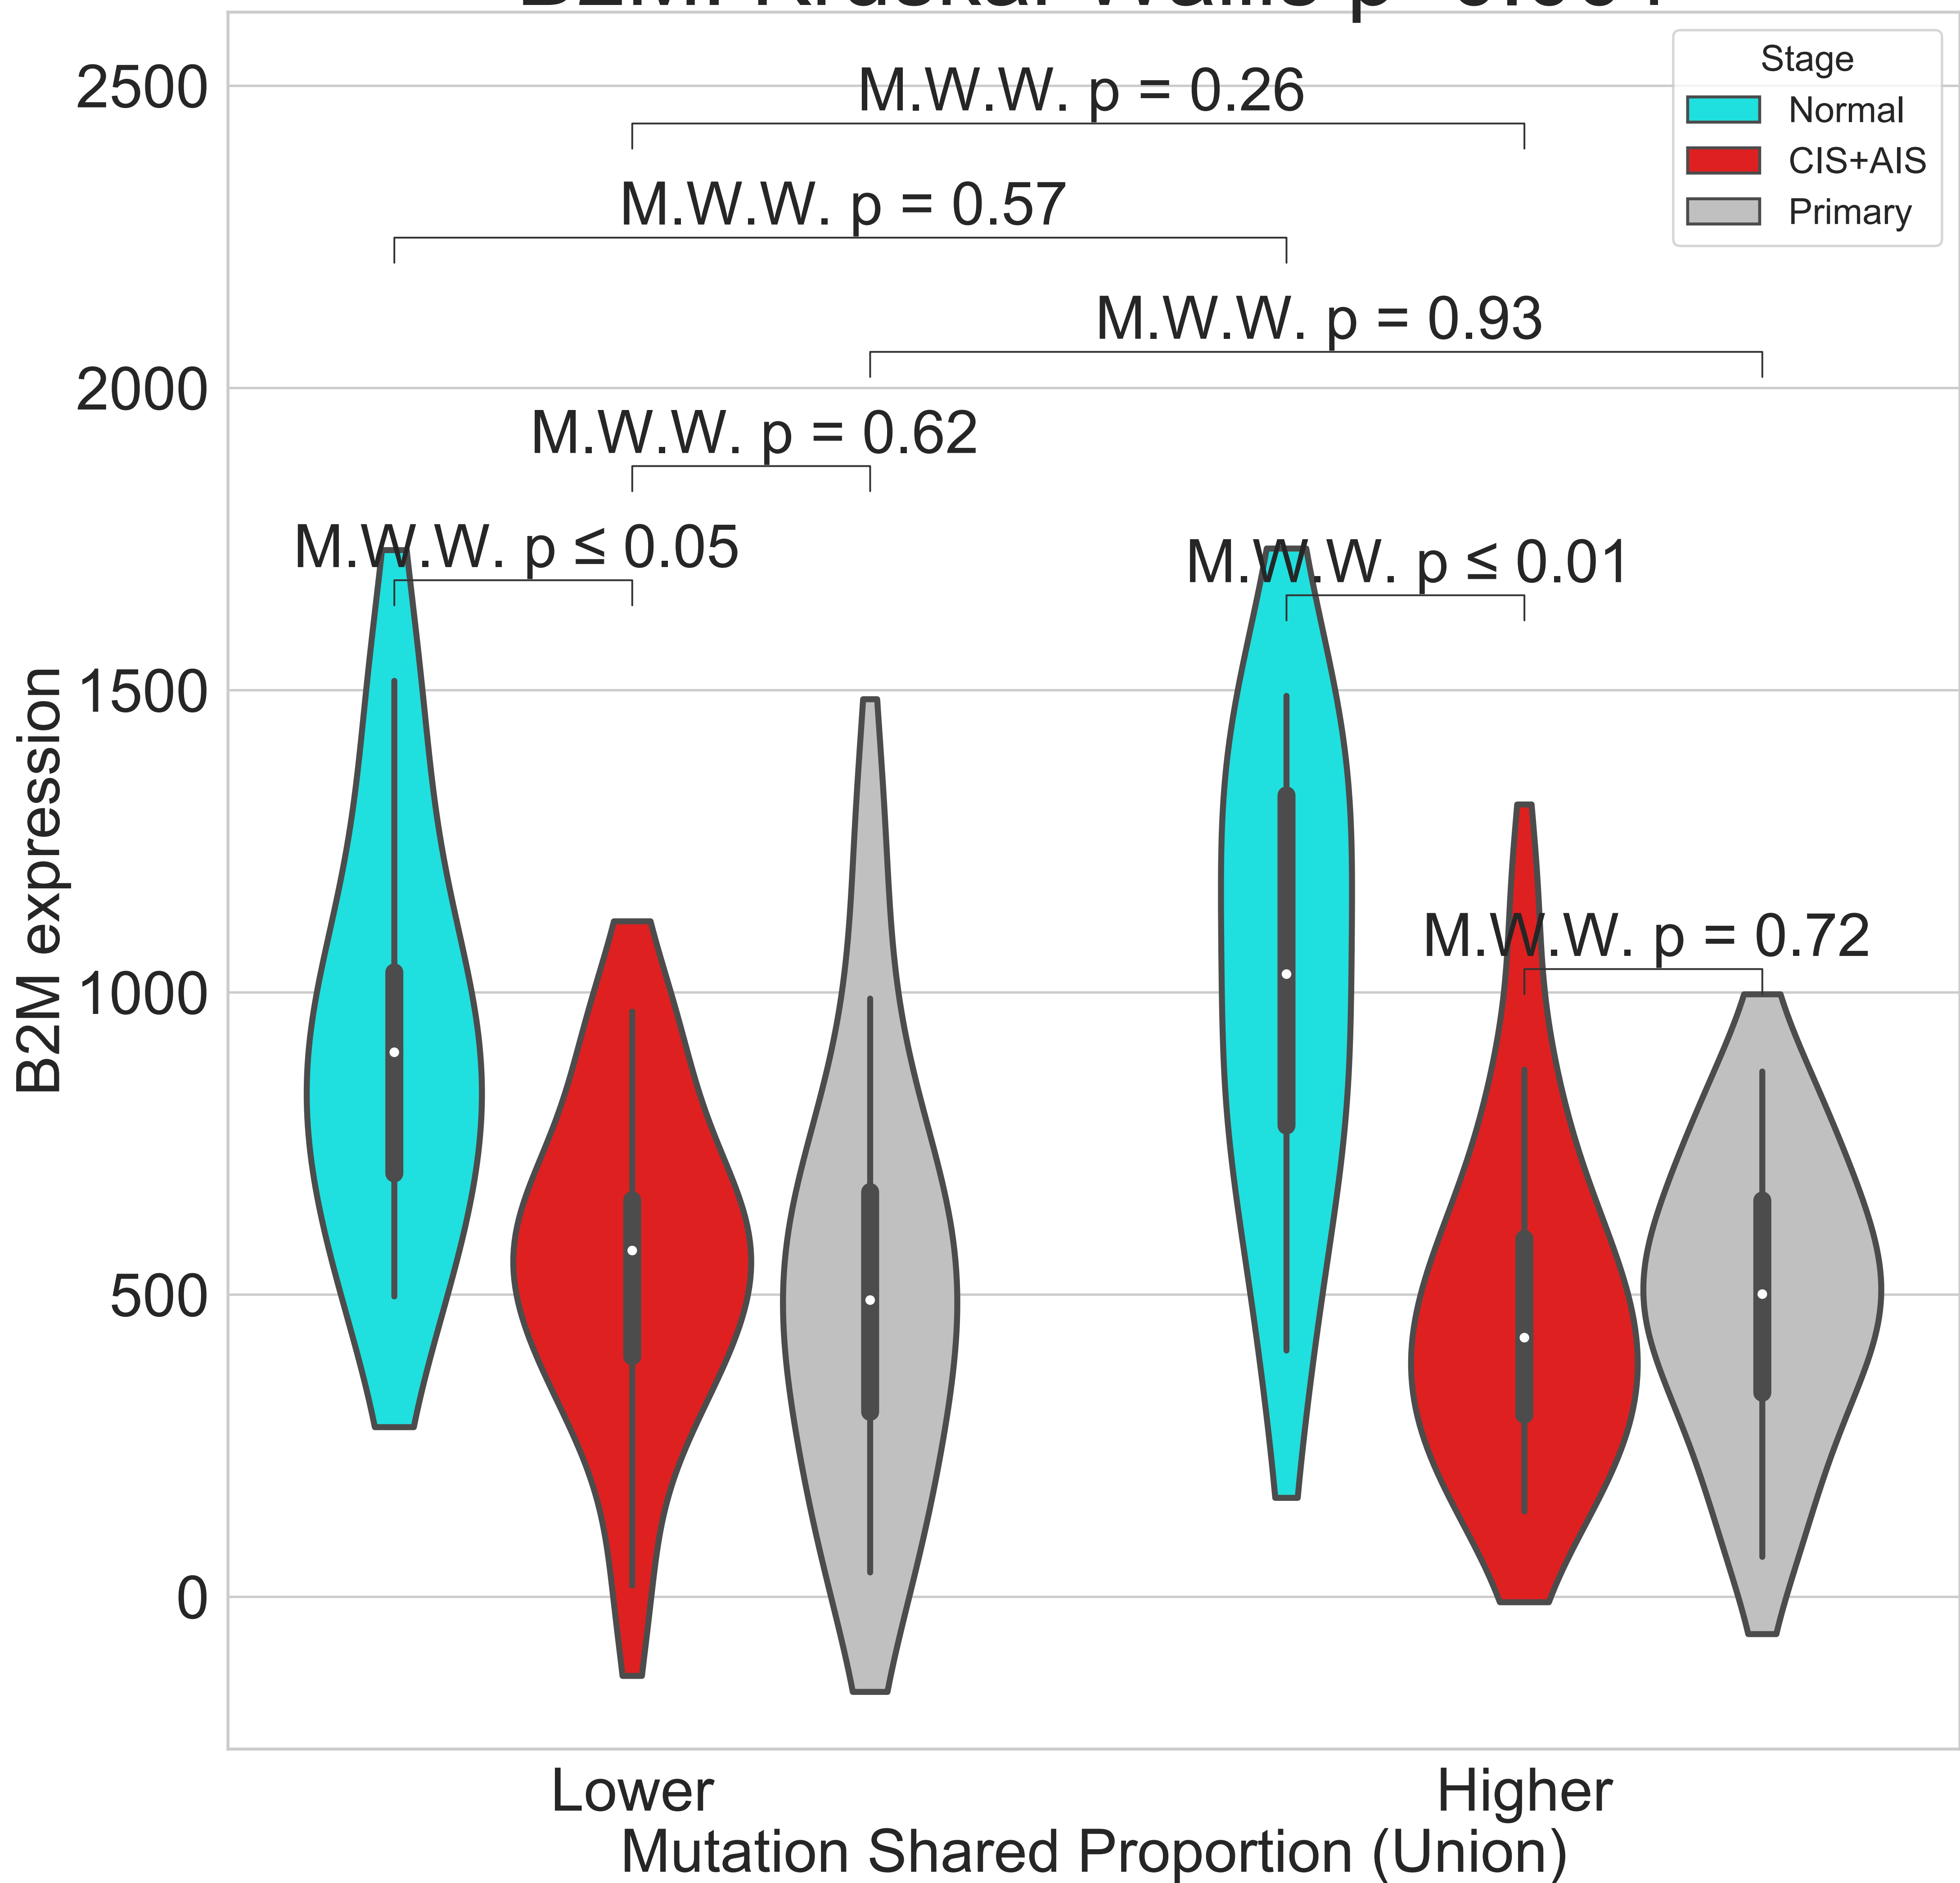 Stage
Normal
CIS+AIS
Primary
M.W.W. p = 0.26
M.W.W. p = 0.57
M.W.W. p = 0.93
M.W.W. p = 0.62
M.W.W. p ≤ 0.05
M.W.W. p ≤ 0.01
M.W.W. p = 0.72
B2M expression
2500
2000
1500
1000
500
0
Lower
Higher
Mutation Shared Proportion (Union)